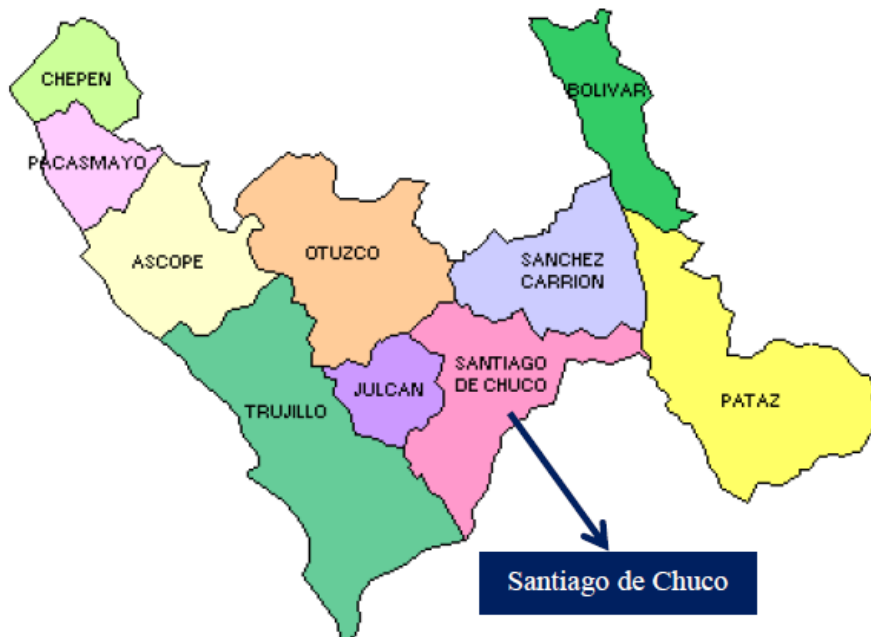 CHEPEN
BOLIVAR
PACASMAYO
ASCOPE
OTUZCO
SANCHEZ
CARRION
SANTIAGO
DE CHUCO
JULCAN
TRUJILLO
PATAZ
Santiago de Chuco